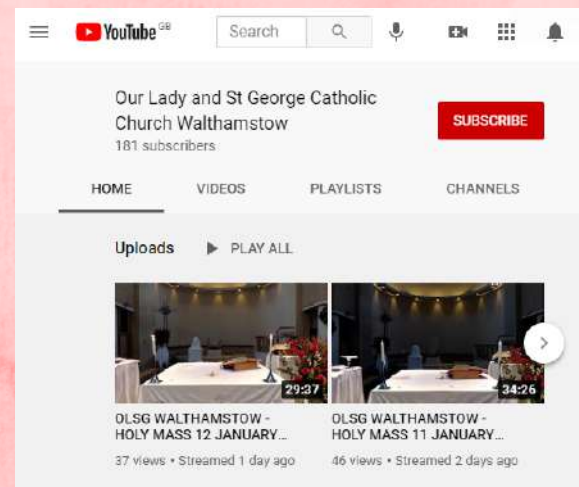 YouTube GB
Search
Our Lady and St George Catholic
Church Walthamstow
181 subscribers
SUBSCRIBE
HOME VIDEOS PLAYLISTS CHANNELS
Uploads PLAY ALL
29:37
34:26
OLSG WALTHAMSTOW -
HOLY MASS 12 JANUARY...
37 views • Streamed 1 day ago
OLSG WALTHAMSTOW -
HOLY MASS 11 JANUARY...
46 views • Streamed 2 days ago